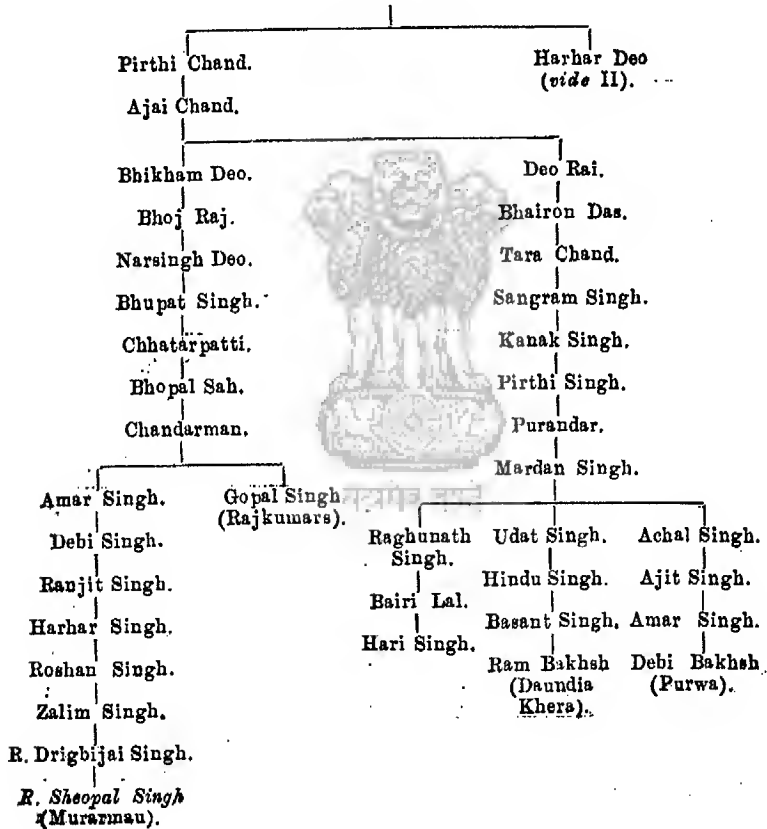 Pirthi Chand.
Harhar Deo
(vide II).
Ajai Chand.
Bhikham Deo.
Deo Rai.
Bhoj Raj.
Bhairon Das.
Narsingh Deo.
Tara Chand.
Bhupat Singh.
Sangram Singh.
Chhatarpatti.
Kanak Singh.
Bhopal Sah.
Pirthi Singh.
Chandarman.
Purandar.
Mardan Singh.
Amar Singh.
Gopal Singh
(Rajkumars).
Debi Singh.
Ranjit Singh.
Harhar Singh.
Roshan Singh.
Zalim Singh.
R. Drigbijai Singh.
R. Sheopal Singh
(Murarmau).
Raghunath
Singh.
Bairi Lal.
Hari Singh.
Udat Singh.
Hindu Singh.
Basant Singh.
Ram Bakhsh
(Daundia
Khera).
Achal Singh.
Ajit Singh.
Amar Singh.
Debi Bakhsh
(Purwa).